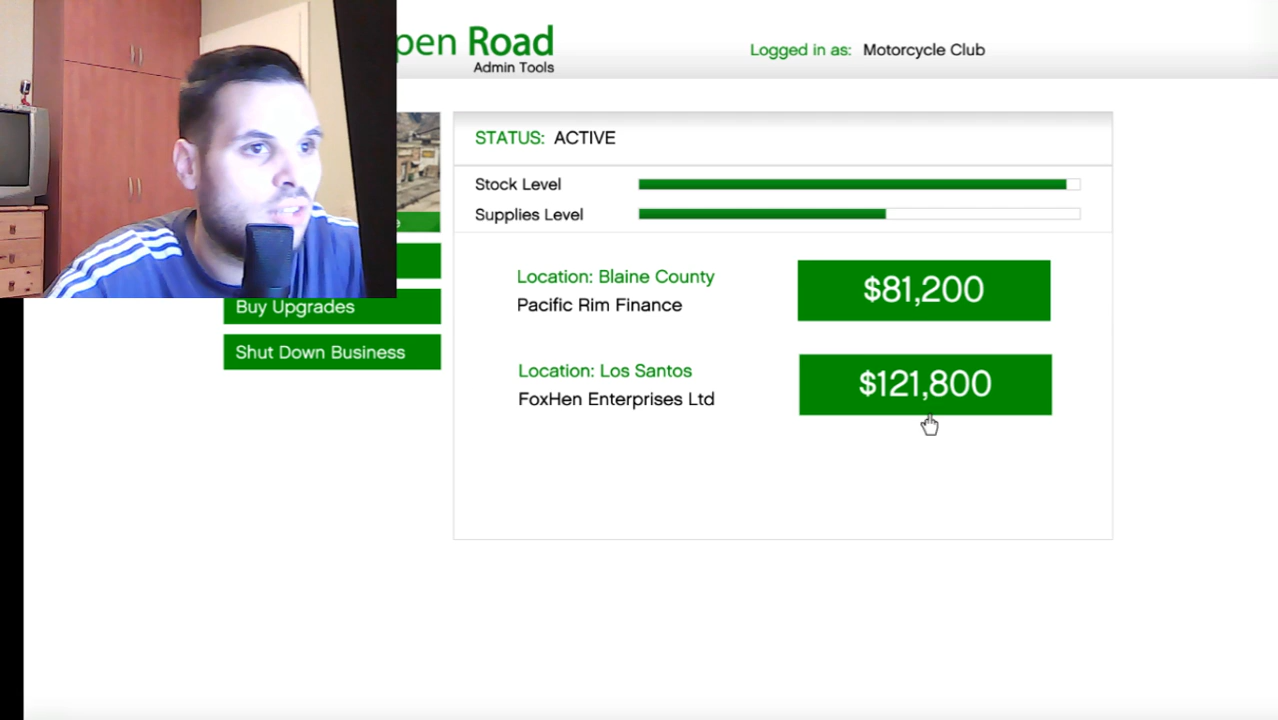 pen Road
Admin Tools
Logged in as: Motorcycle Club
STATUS: ACTIVE
Stock Level
Supplies Level
Location: Blaine County
Pacific Rim Finance
$81,200
Location: Los Santos
FoxHen Enterprises Ltd
$121,800
Buy Upgrades
Shut Down Business